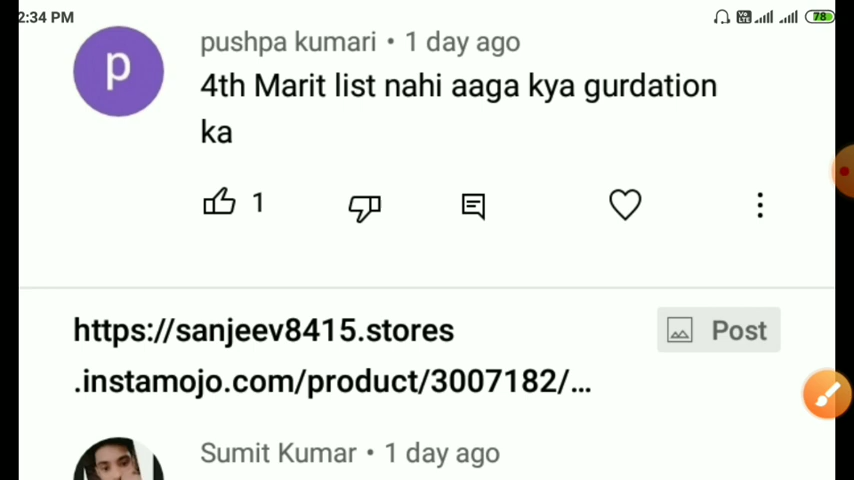 2:34 PM
78
p
pushpa kumari • 1 day ago
4th Marit list nahi aaga kya gurdation
ka
1
https://sanjeev8415.stores
Post
.instamojo.com/product/3007182/...
Sumit Kumar • 1 day ago